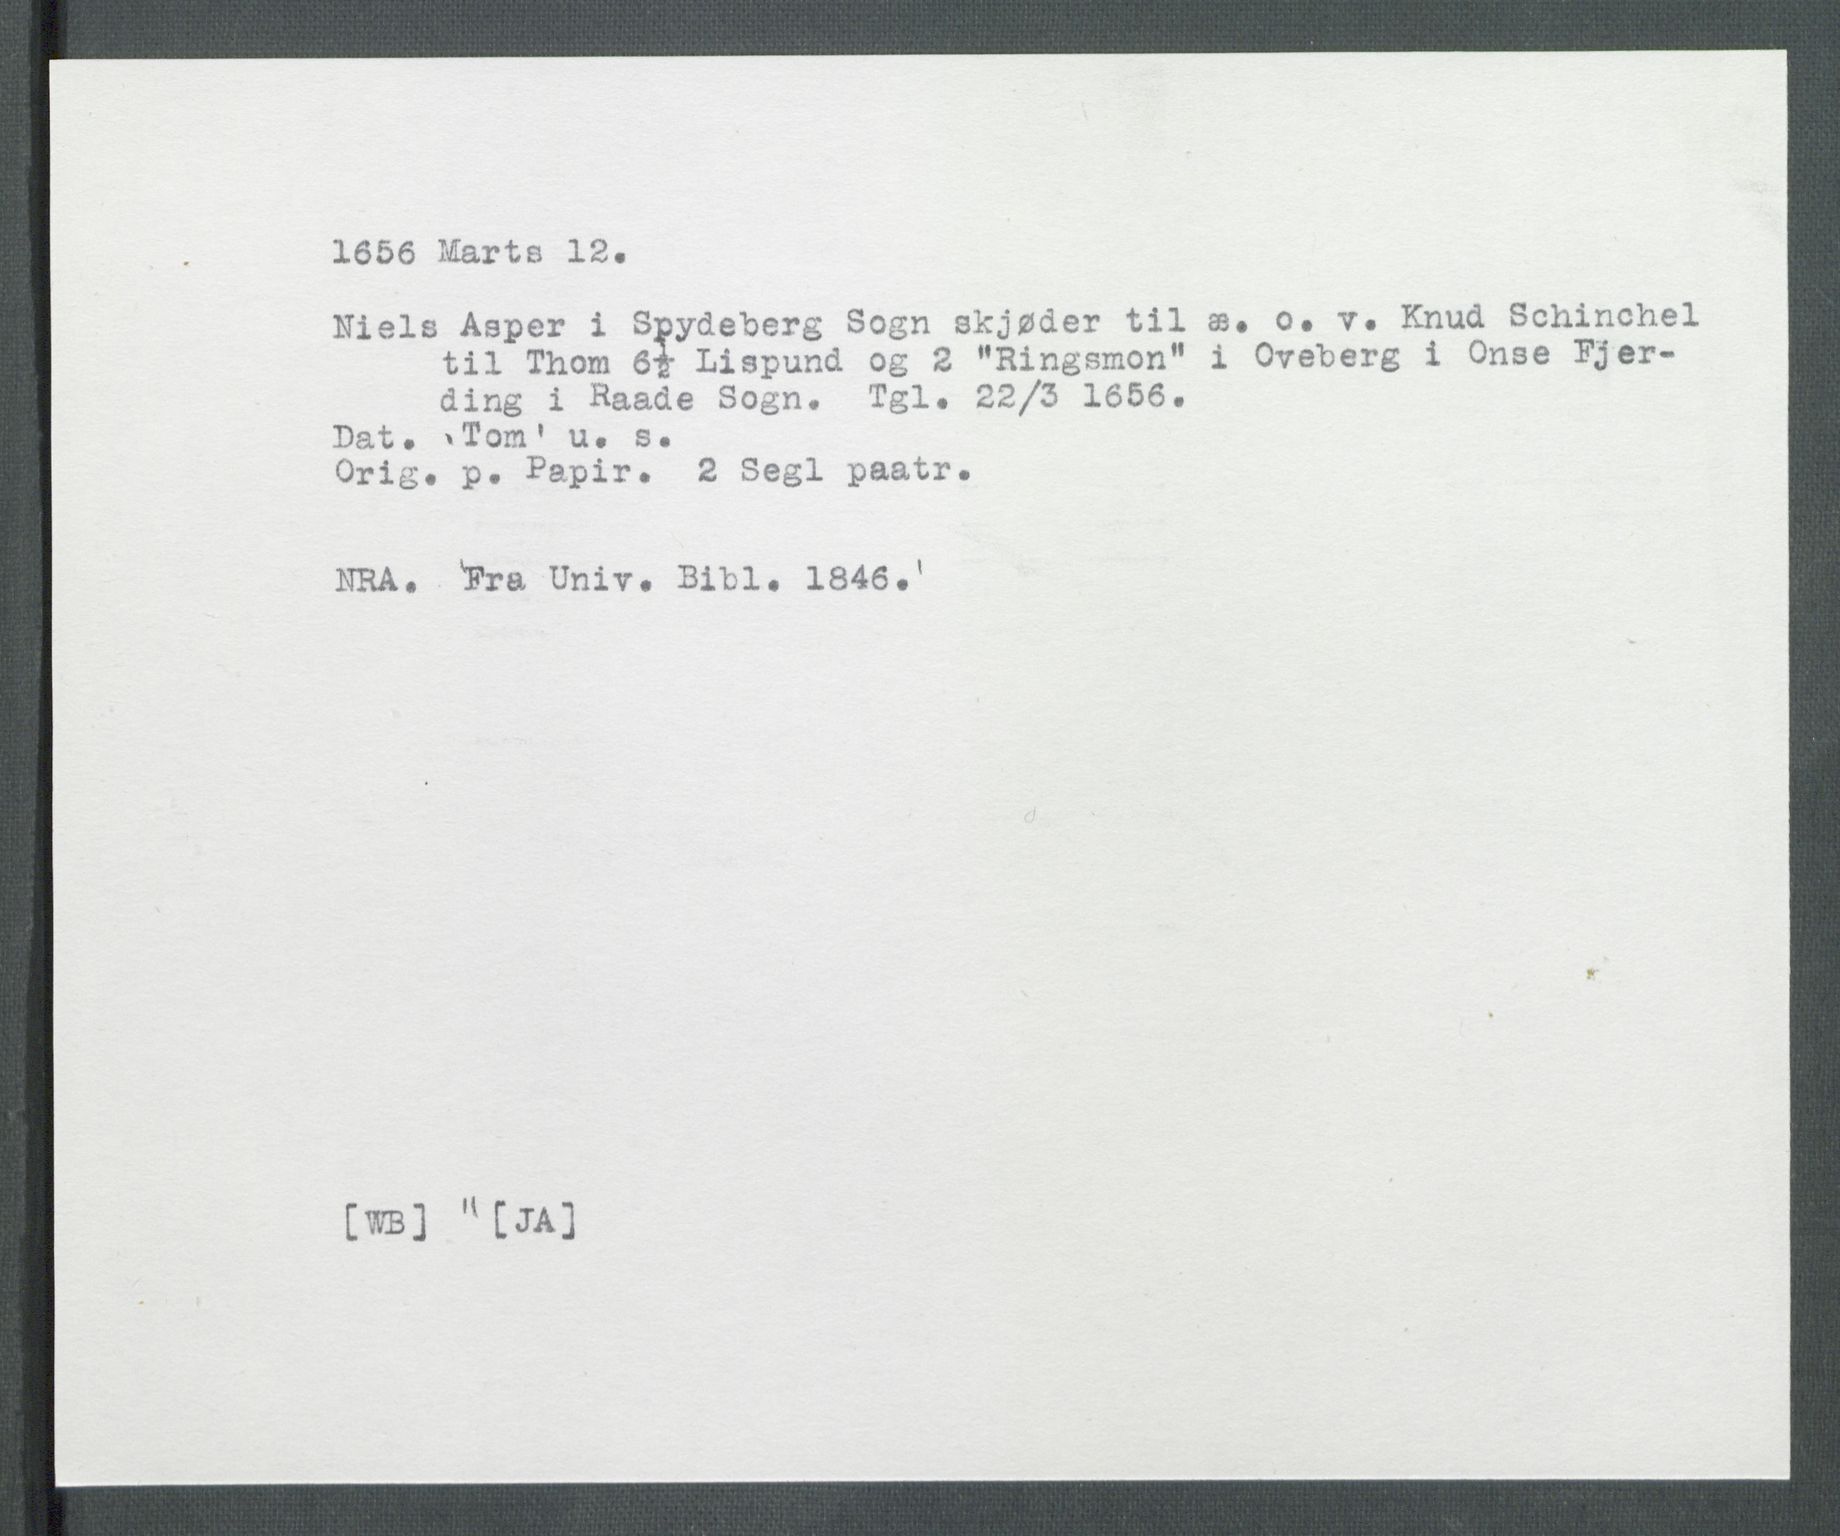 1656 Marts 12.
Niels Asper i Spydeberg Sogn skjøder til æ. o. v. Knud Schinchel
til Thom 6½ Lispund og 2 "Ringsmon" i Oveberg i Onse Fjer-
ding i Raade Sogn. Tgl. 22/3 1656.
Dat. 'Tom' u. s.
Orig. p. Papir. 2 Segl paatr.
NRA. 'Fra Univ. Bibl. 1846.'
[WB] "[JA]